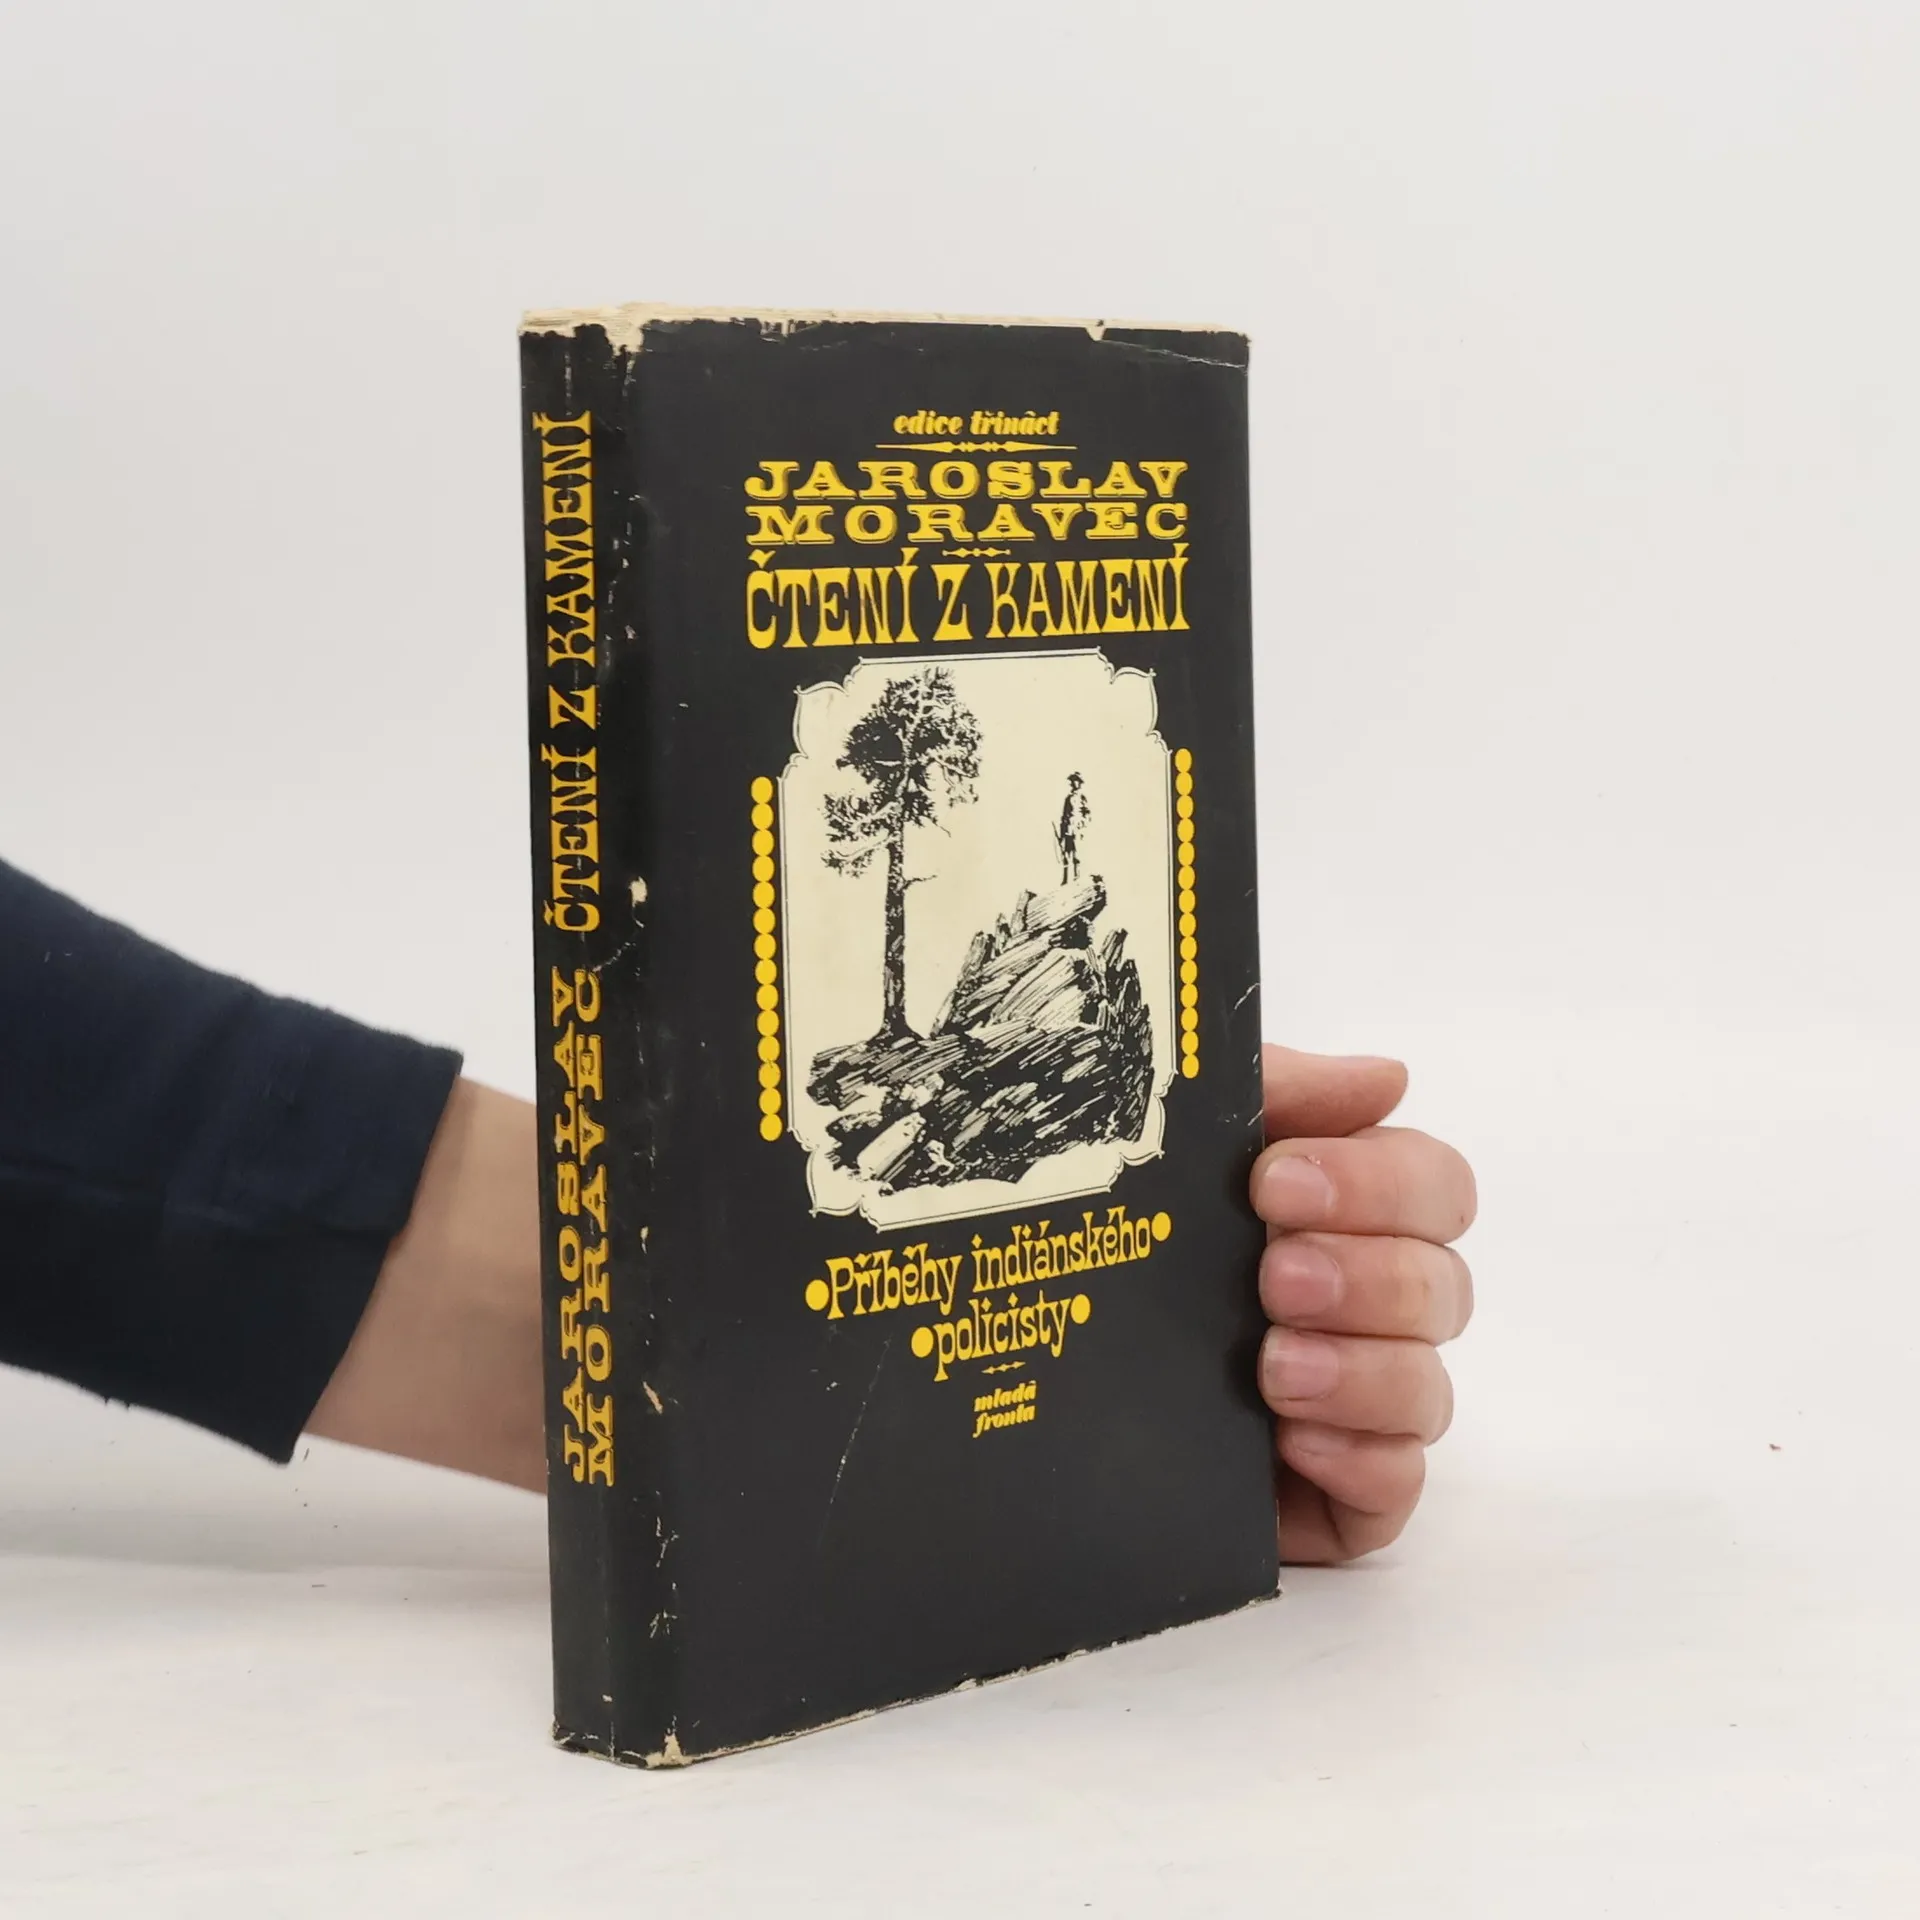 ČTENÍ Z KAMENÍ
JAROSLAV
MORAVEC
edice třináct
JAROSLAV
MORAVEC
ČTENÍ Z KAMENÍ
•Příběhy indiánského•
•policisty•
mladá
fronta